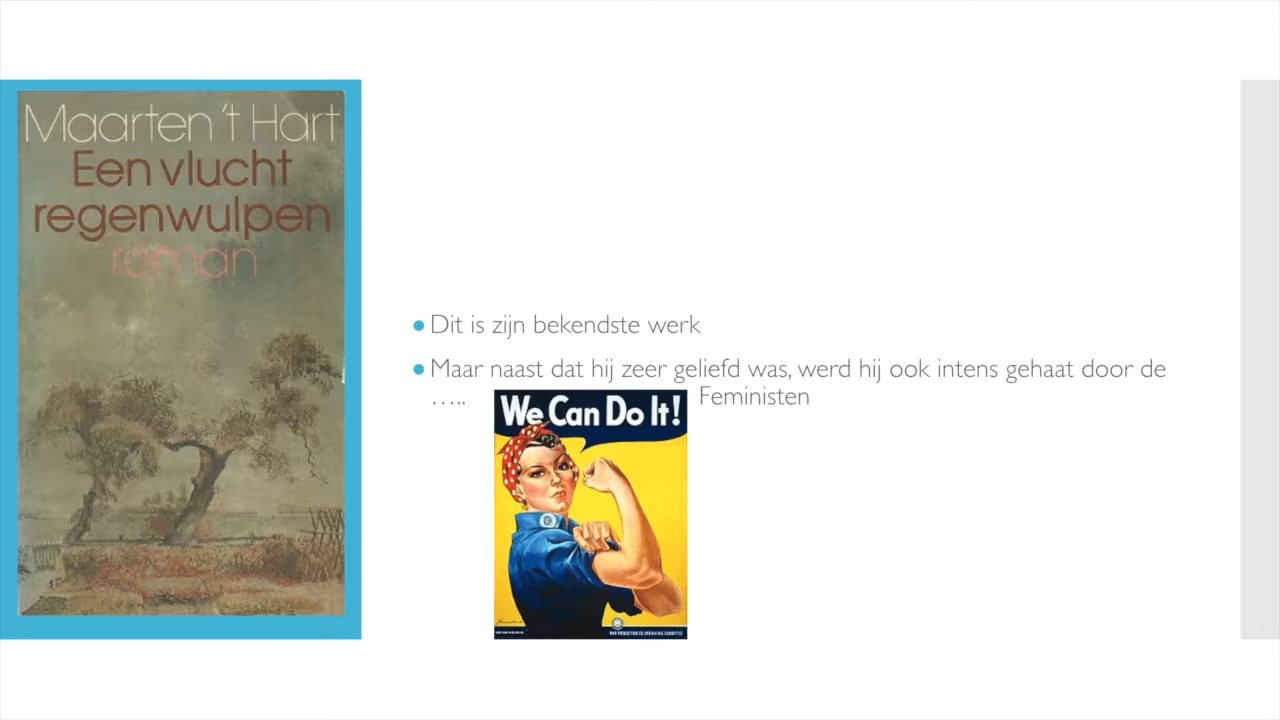 Maarten 't Hart
Een vlucht
regenwulpen
roman
Dit is zijn bekendste werk
Maar naast dat hij zeer geliefd was, werd hij ook intens gehaat door de
….. Feministen
We Can Do It!